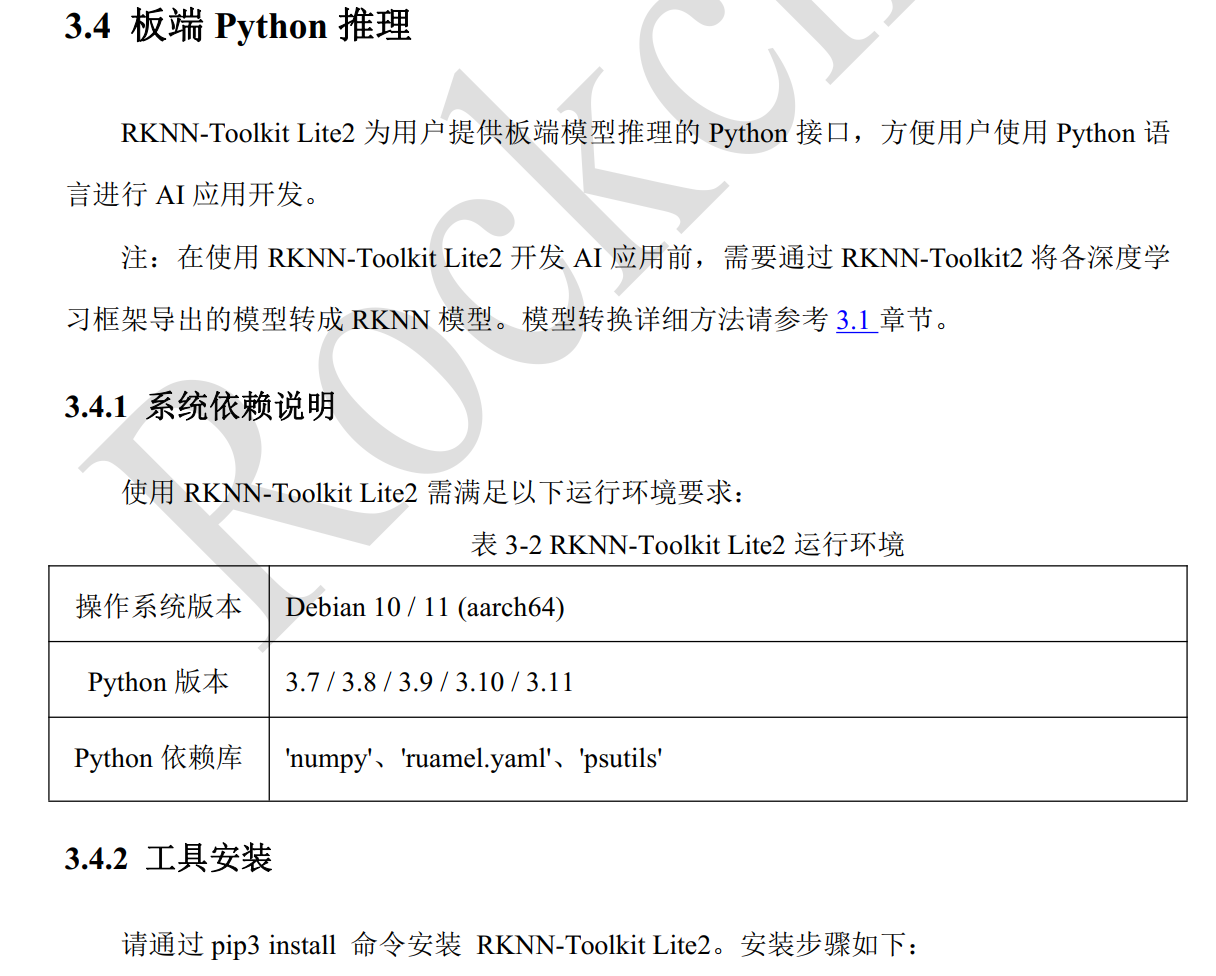 3.4 板端 Python 推理
RKNN-Toolkit Lite2 为用户提供板端模型推理的 Python 接口，方便用户使用 Python 语
言进行 AI 应用开发。
注：在使用 RKNN-Toolkit Lite2 开发 AI 应用前，需要通过 RKNN-Toolkit2 将各深度学
习框架导出的模型转成 RKNN 模型。模型转换详细方法请参考 3.1 章节。
3.4.1 系统依赖说明
使用 RKNN-Toolkit Lite2 需满足以下运行环境要求：
表 3-2 RKNN-Toolkit Lite2 运行环境
操作系统版本 Debian 10 / 11 (aarch64)
Python 版本 3.7 / 3.8 / 3.9 / 3.10 / 3.11
Python 依赖库 'numpy'、'ruamel.yaml'、'psutils'
3.4.2 工具安装
请通过 pip3 install 命令安装 RKNN-Toolkit Lite2。安装步骤如下：